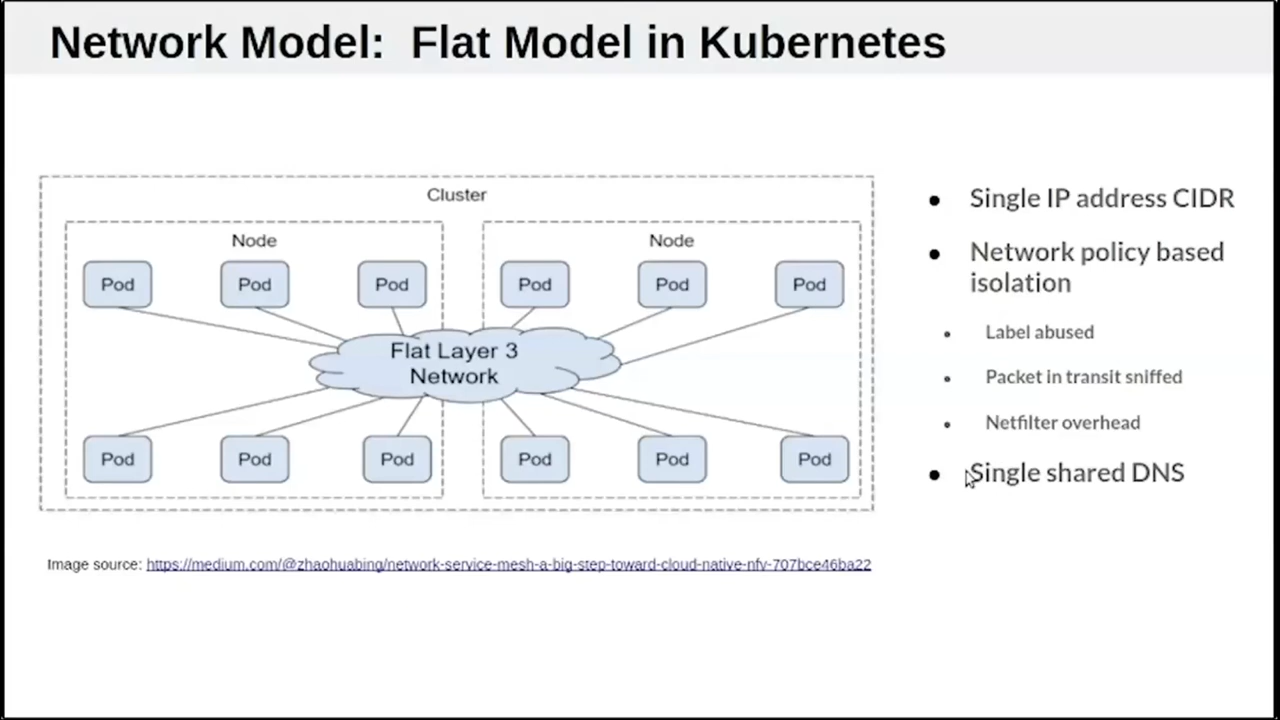 Network Model:  Flat Model in Kubernetes
Cluster
Node
Node
Pod
Pod
Pod
Pod
Pod
Pod
Flat Layer 3
Network
Pod
Pod
Pod
Pod
Pod
Pod
Image source: https://medium.com/@zhaohuabing/network-service-mesh-a-big-step-toward-cloud-native-nfv-707bce46ba22
Single IP address CIDR
Network policy based
isolation
Label abused
Packet in transit sniffed
Netfilter overhead
Single shared DNS